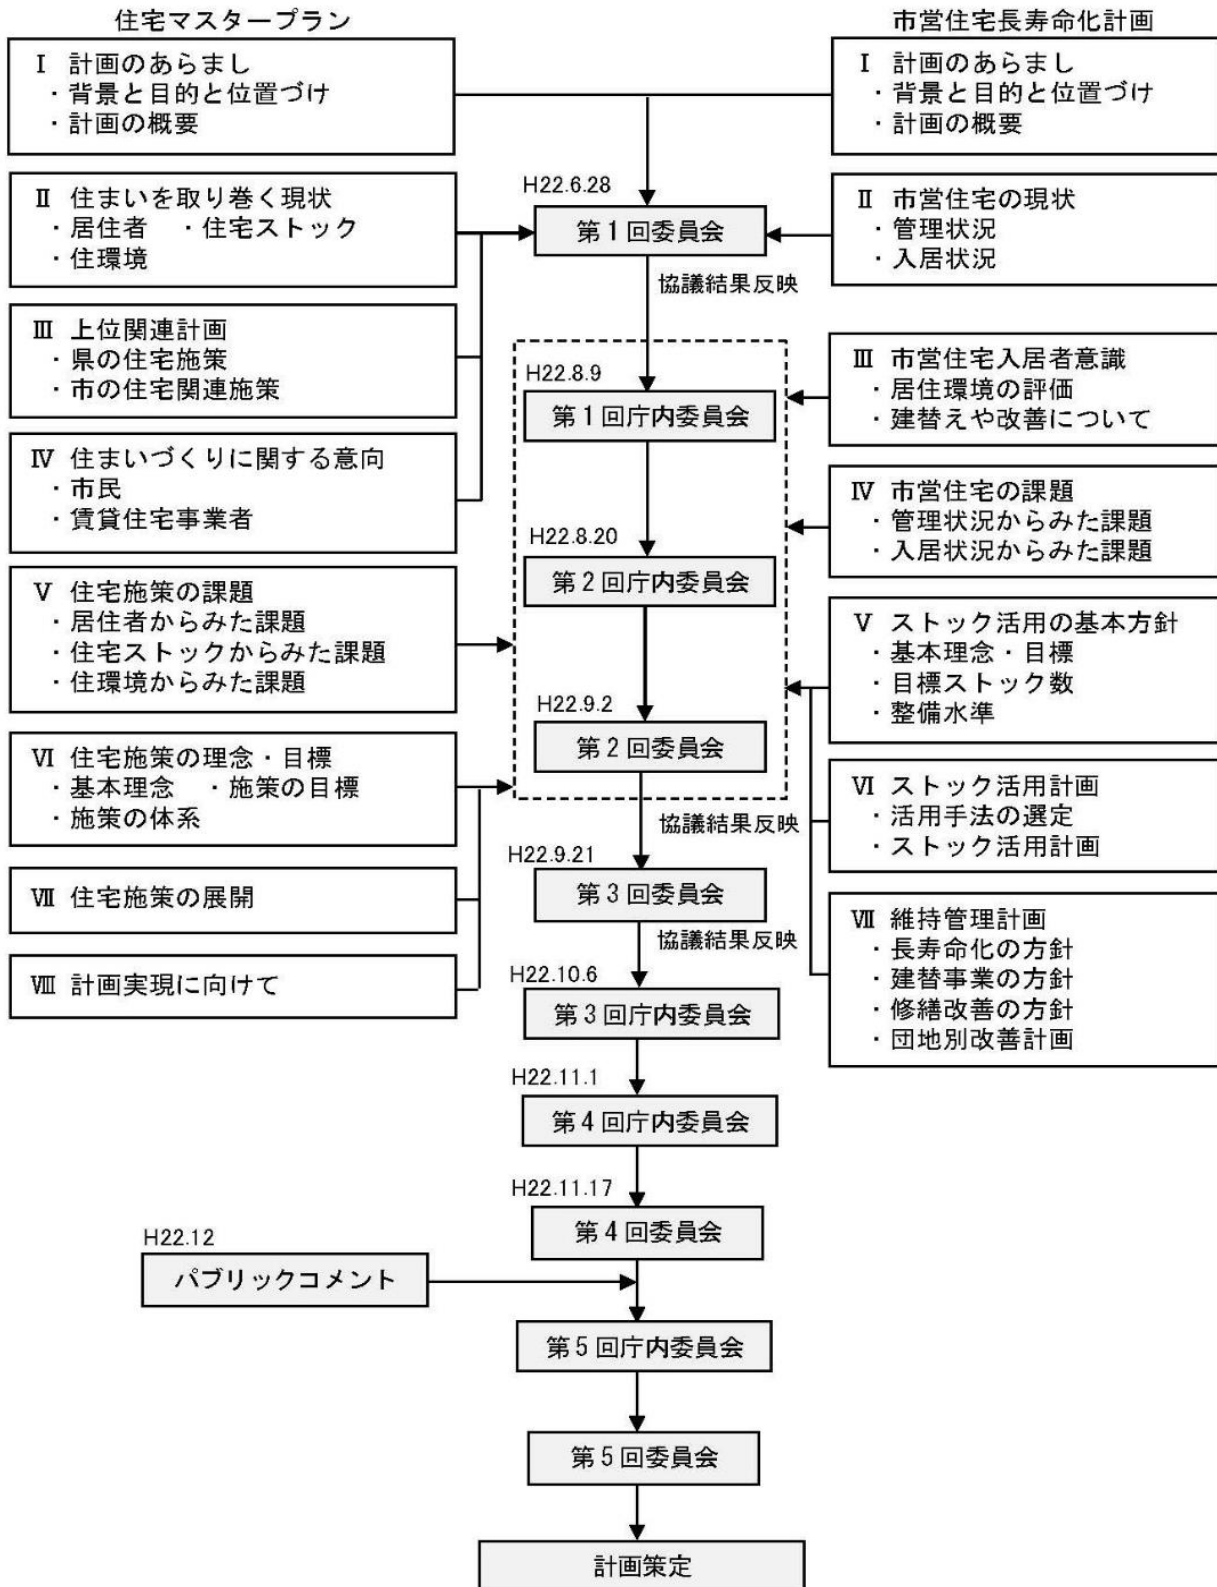 住宅マスタープラン
Ⅰ 計画のあらまし
・背景と目的と位置づけ
・計画の概要
Ⅱ 住まいを取り巻く現状
・居住者 ・住宅ストック
・住環境
Ⅲ 上位関連計画
・県の住宅施策
・市の住宅関連施策
Ⅳ 住まいづくりに関する意向
・市民
・賃貸住宅事業者
Ⅴ 住宅施策の課題
・居住者からみた課題
・住宅ストックからみた課題
・住環境からみた課題
Ⅵ 住宅施策の理念・目標
・基本理念 ・施策の目標
・施策の体系
Ⅶ 住宅施策の展開
Ⅷ 計画実現に向けて
H22.6.28
第1回委員会
協議結果反映
H22.8.9
第1回庁内委員会
H22.8.20
第2回庁内委員会
H22.9.2
第2回委員会
協議結果反映
H22.9.21
第3回委員会
協議結果反映
H22.10.6
第3回庁内委員会
H22.11.1
第4回庁内委員会
H22.11.17
第4回委員会
H22.12
パブリックコメント
第5回庁内委員会
第5回委員会
計画策定
市営住宅長寿命化計画
Ⅰ 計画のあらまし
・背景と目的と位置づけ
・計画の概要
Ⅱ 市営住宅の現状
・管理状況
・入居状況
Ⅲ 市営住宅入居者意識
・居住環境の評価
・建替えや改善について
Ⅳ 市営住宅の課題
・管理状況からみた課題
・入居状況からみた課題
Ⅴ ストック活用の基本方針
・基本理念・目標
・目標ストック数
・整備水準
Ⅵ ストック活用計画
・活用手法の選定
・ストック活用計画
Ⅶ 維持管理計画
・長寿命化の方針
・建替事業の方針
・修繕改善の方針
・団地別改善計画